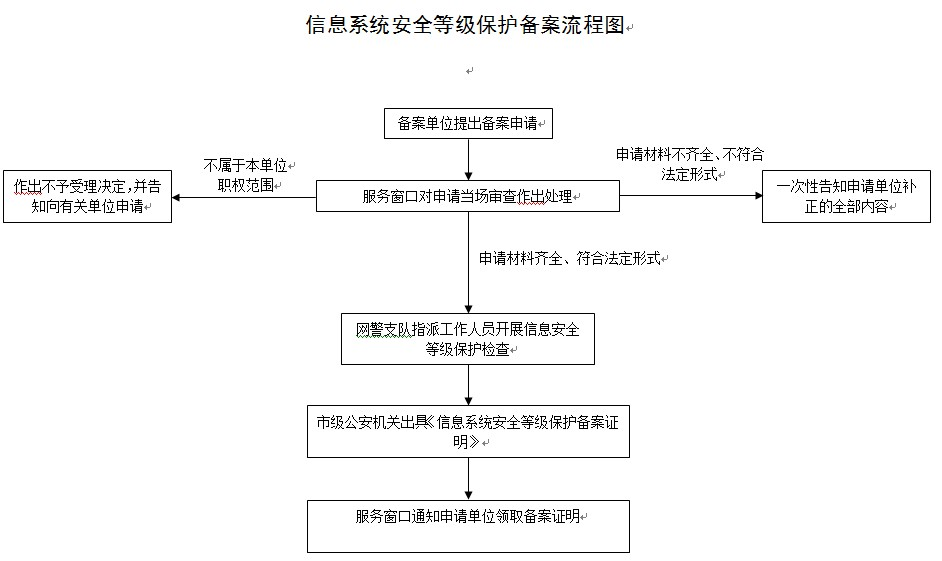 信息系统安全等级保护备案流程图
备案单位提出备案申请
不属于本单位
职权范围
申请材料不齐全、不符合
法定形式
作出不予受理决定，并告
知向有关单位申请
服务窗口对申请当场审查作出处理
一次性告知申请单位补
正的全部内容
申请材料齐全、符合法定形式
网警支队指派工作人员开展信息安全
等级保护检查
市级公安机关出具《信息系统安全等级保护备案证
明》
服务窗口通知申请单位领取备案证明